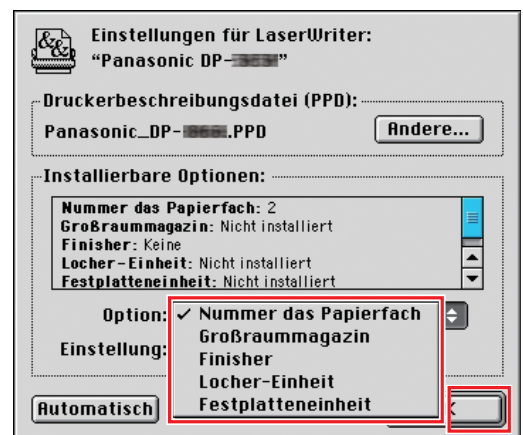 Einstellungen für LaserWriter:
“Panasonic DP-
Druckerbeschreibungsdatei (PPD):
Panasonic_DP- .PPD
Andere...
Installierbare Optionen:
Nummer das Papierfach: 2
Großraummagazin: Nicht installiert
Finisher: Keine
Locher-Einheit: Nicht installiert
Festplatteneinheit: Nicht installiert
Option: ✓ Nummer das Papierfach
Großraummagazin
Einstellung: Finisher
Locher-Einheit
Festplatteneinheit
Automatisch